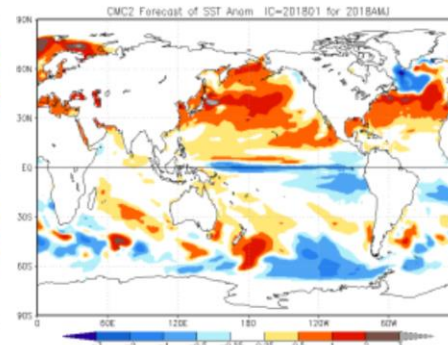 CMC2 Forecast of SST Anom IC=201801 for 2018AMJ
90N
60N
30N
EQ
30S
60S
90S
0 60E 120E 180 120W 60W